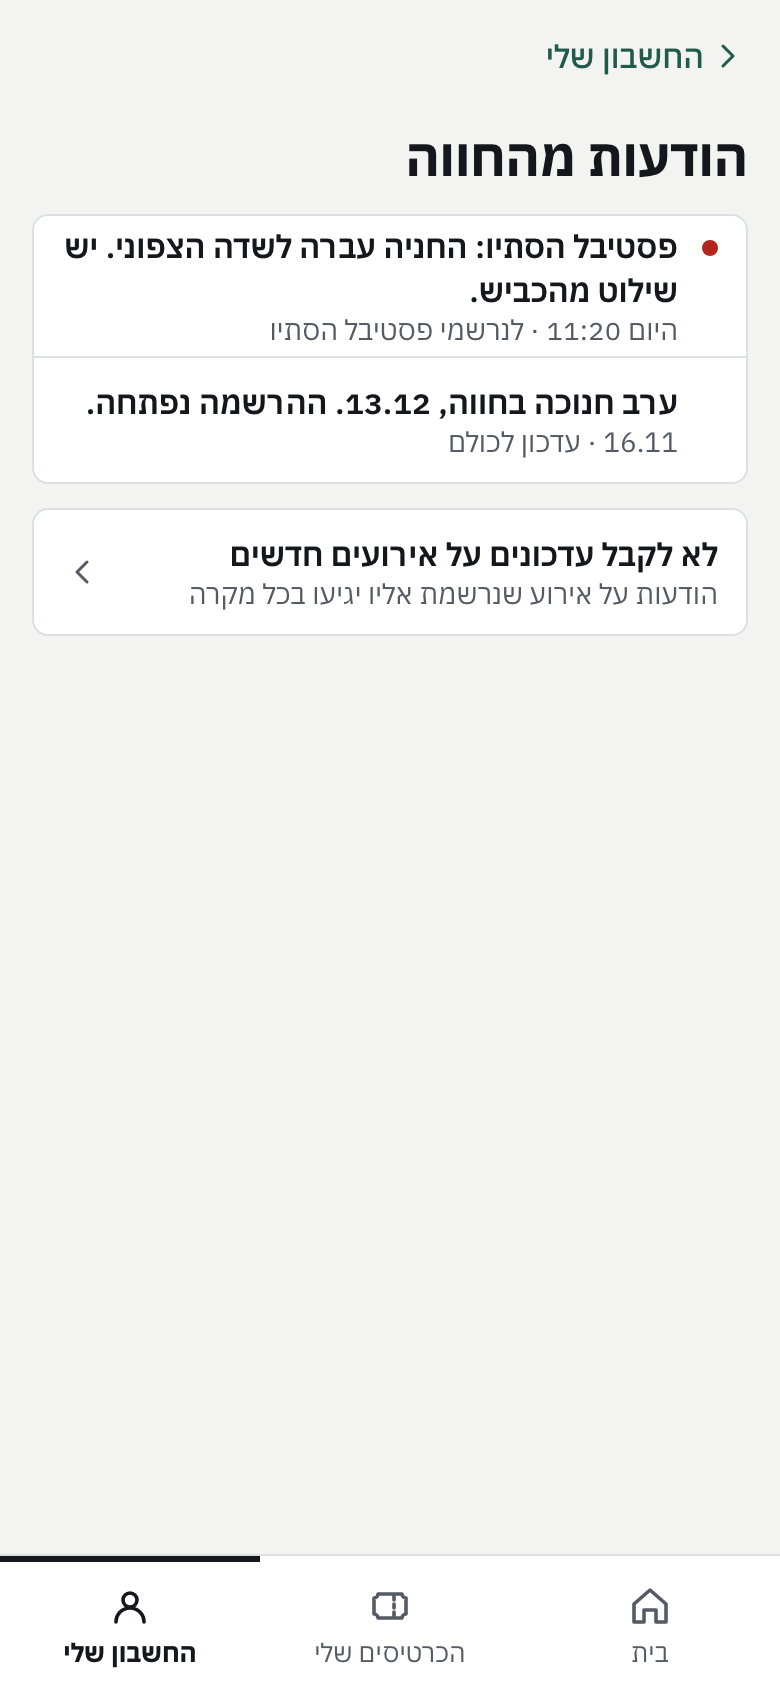 החשבון שלי
הודעות מהחווה
פסטיבל הסתיו: החניה עברה לשדה הצפוני. יש
שילוט מהכביש.
היום 11:20 · לנרשמי פסטיבל הסתיו
ערב חנוכה בחווה, 13.12. ההרשמה נפתחה.
16.11 · עדכון לכולם
לא לקבל עדכונים על אירועים חדשים
הודעות על אירוע שנרשמת אליו יגיעו בכל מקרה
בית
הכרטיסים שלי
החשבון שלי